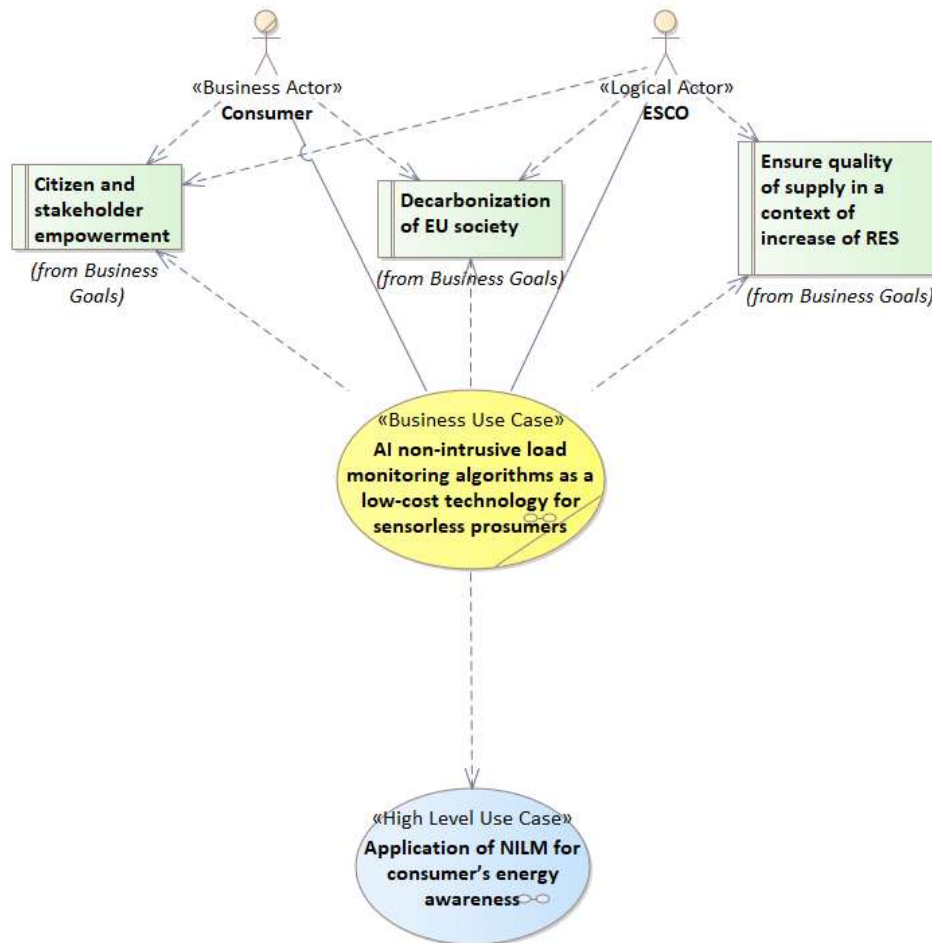 «Business Actor»
Consumer
«Logical Actor»
ESCO
Citizen and
stakeholder
empowerment
(from Business
Goals)
Decarbonization
of EU society
(from Business Goals)
Ensure quality
of supply in a
context of
increase of RES
(from Business Goals)
«Business Use Case»
AI non-intrusive load
monitoring algorithms as a
low-cost technology for
sensorless prosumers
«High Level Use Case»
Application of NILM for
consumer’s energy
awareness